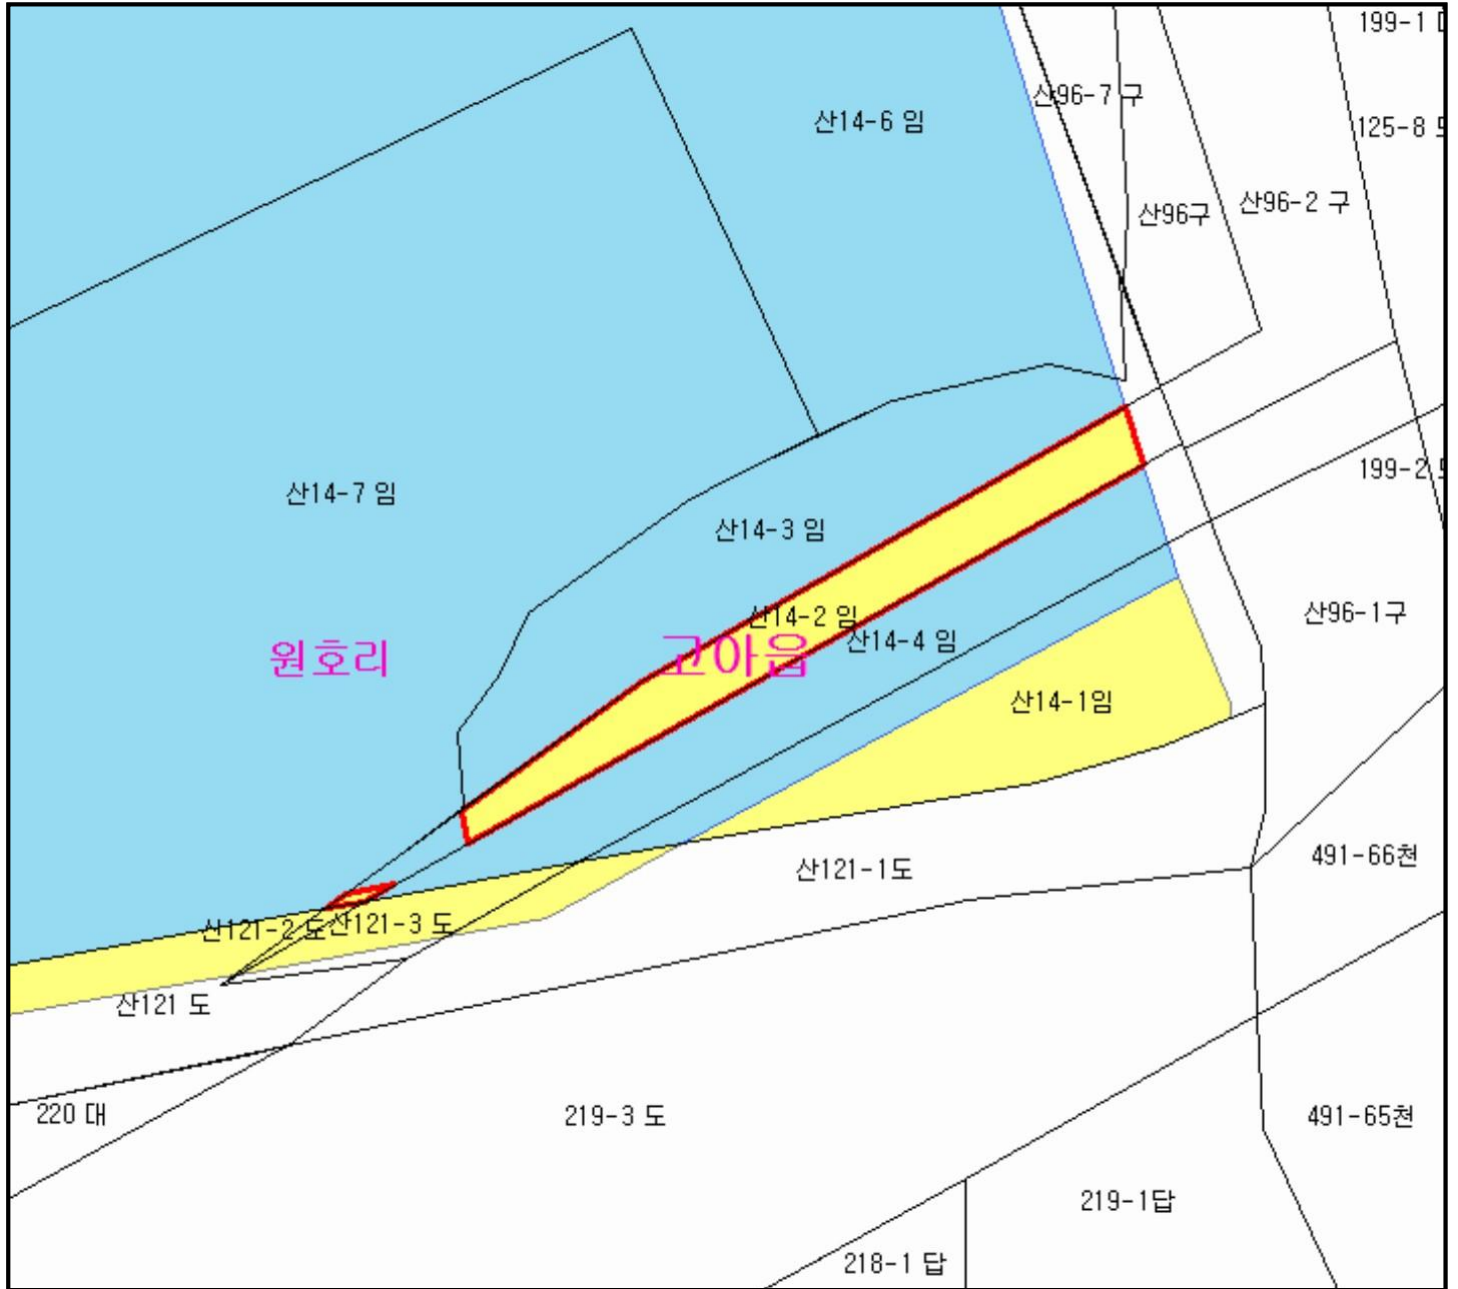 199-1
산96-7 구
산14-6 임
125-8
산96구
산96-2 구
199-2
산14-7 임
산14-3 임
산14-2 임
산96-1구
산14-4 임
원호리
고아읍
산14-1임
491-66천
산121-1도
산121-2 도
산121-3 도
산121 도
220 대
219-3 도
491-65천
219-1답
218-1 답